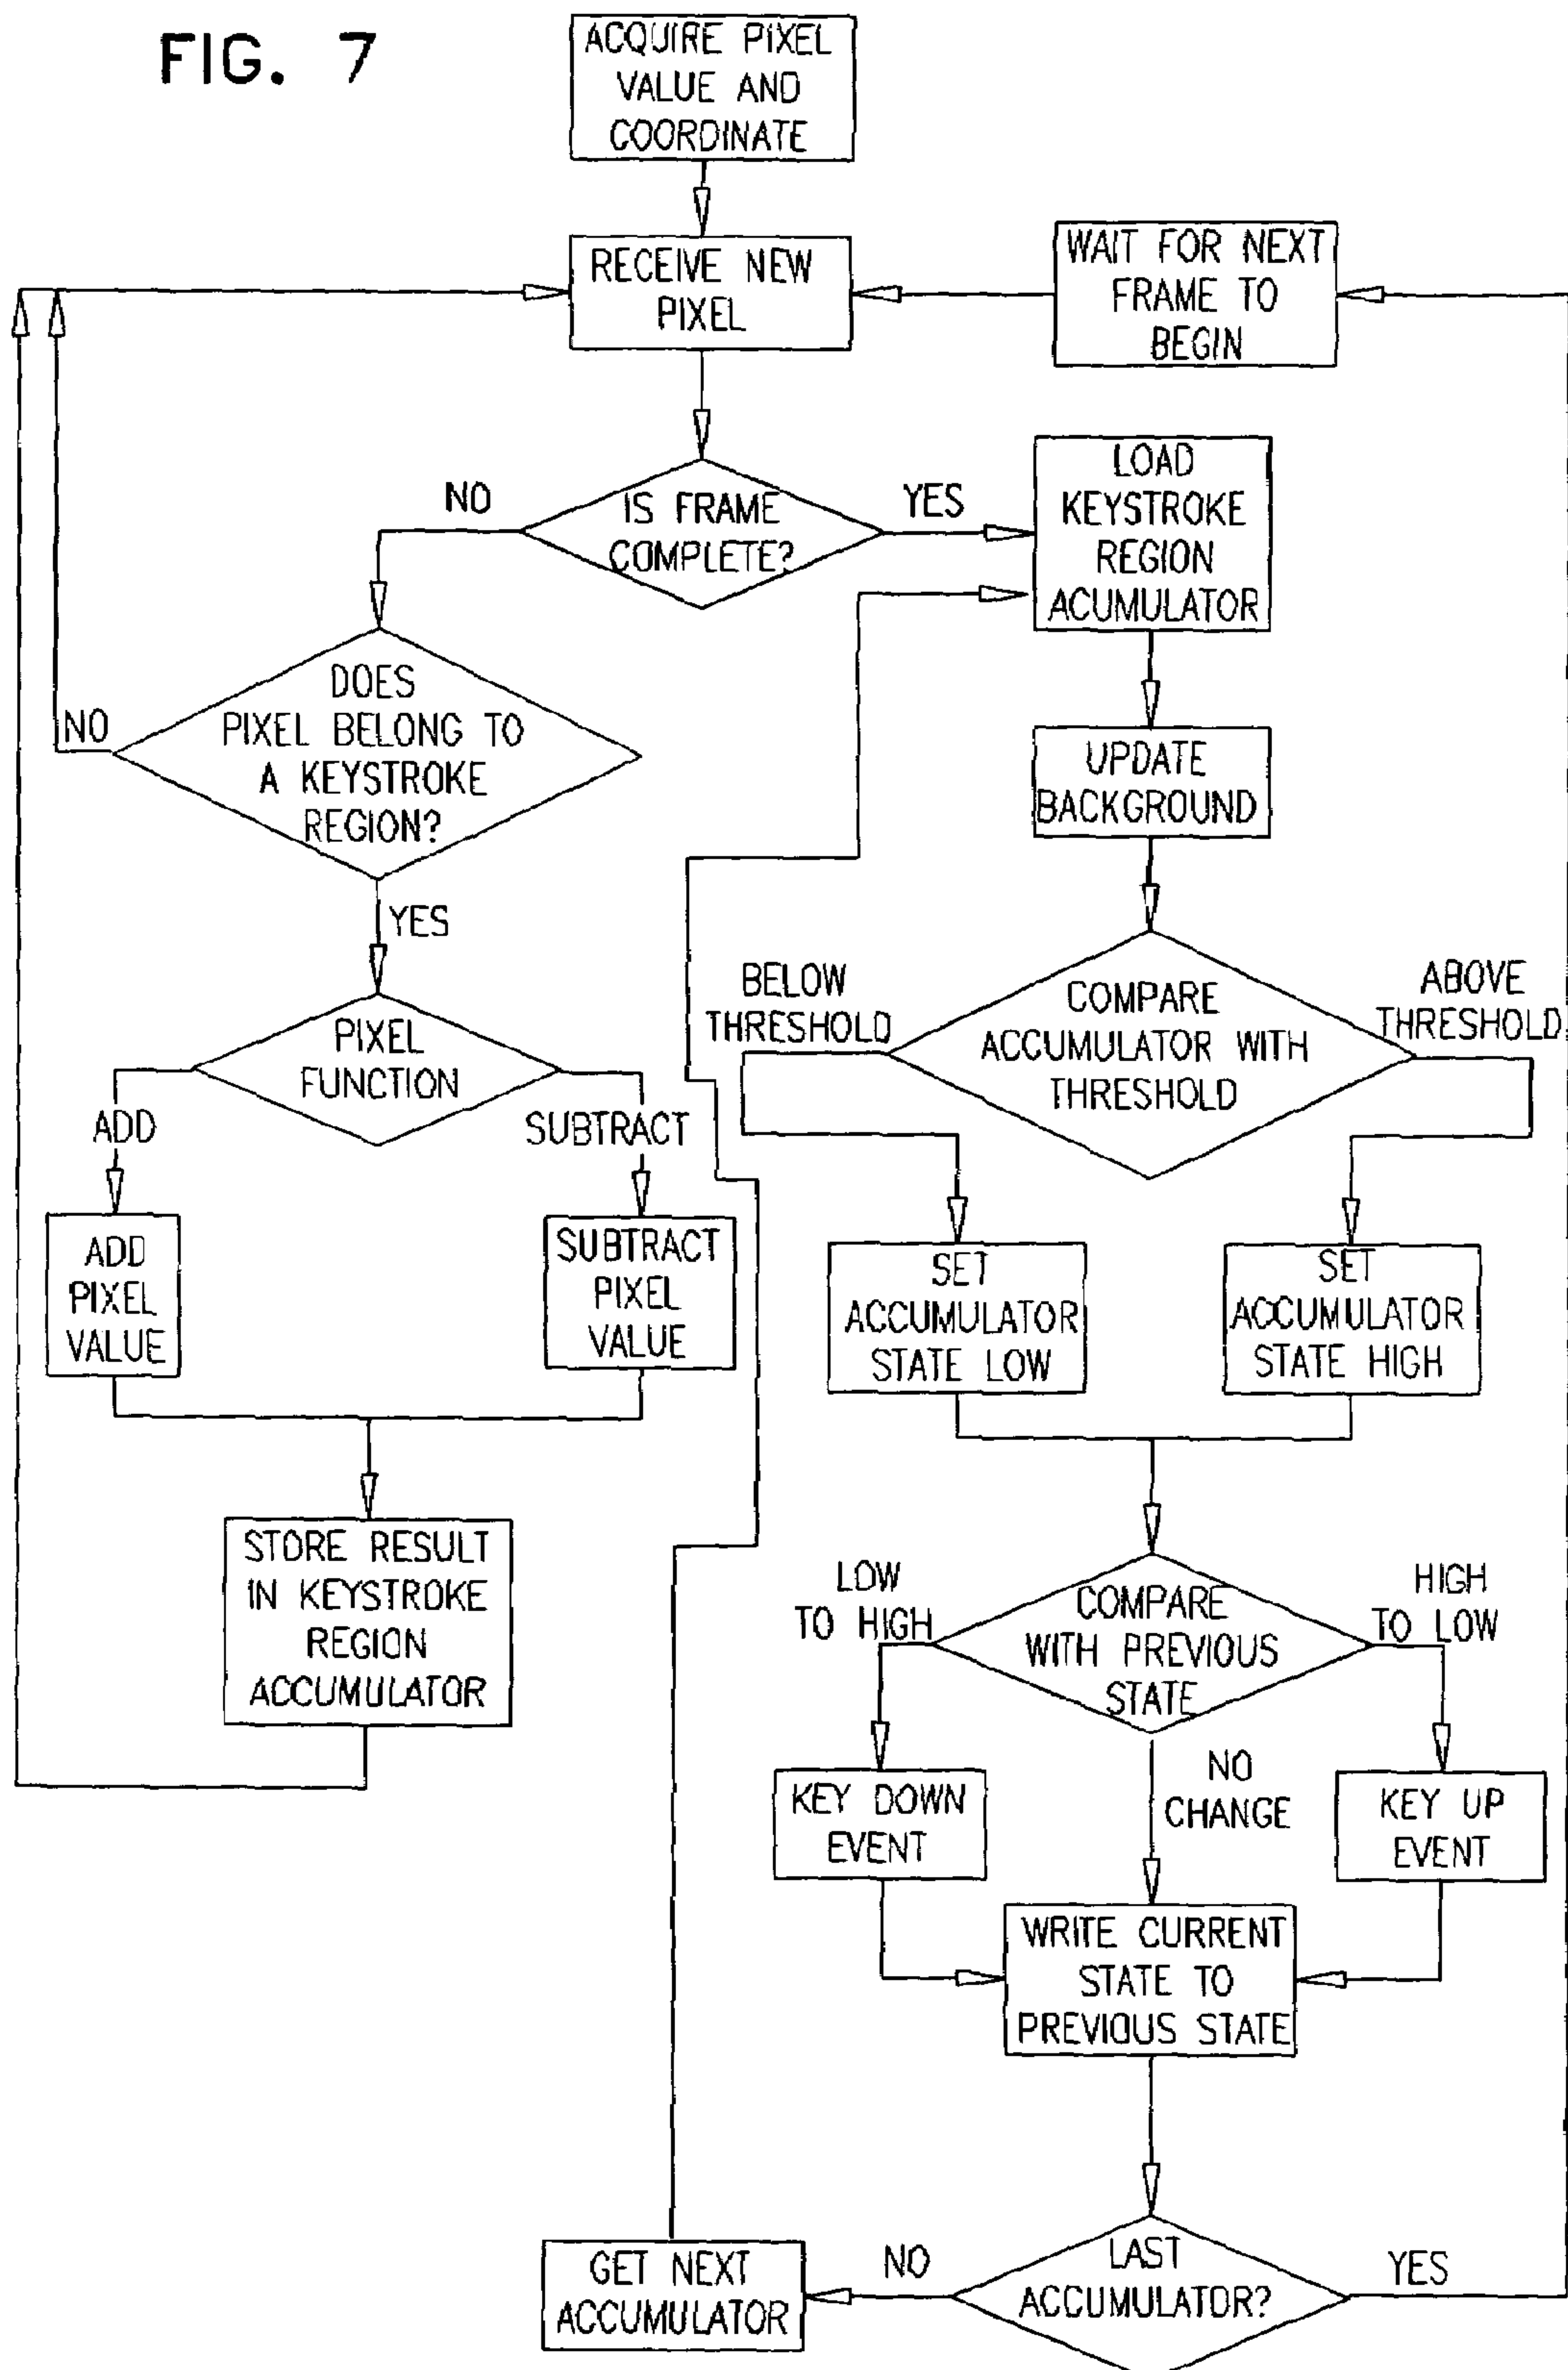 FIG. 7
ACQUIRE PIXEL
VALUE AND
COORDINATE
RECEIVE NEW
PIXEL
WAIT FOR NEXT
FRAME TO
BEGIN
IS FRAME
COMPLETE?
NO
YES
LOAD
KEYSTROKE
REGION
ACUMULATOR
DOES
PIXEL BELONG TO
A KEYSTROKE
REGION?
NO
YES
UPDATE
BACKGROUND
PIXEL
FUNCTION
ADD
SUBTRACT
BELOW
THRESHOLD
COMPARE
ACCUMULATOR WITH
THRESHOLD
ABOVE
THRESHOLD
ADD
PIXEL
VALUE
SUBTRACT
PIXEL
VALUE
SET
ACCUMULATOR
STATE LOW
SET
ACCUMULATOR
STATE HIGH
STORE RESULT
IN KEYSTROKE
REGION
ACCUMULATOR
LOW
TO HIGH
COMPARE
WITH PREVIOUS
STATE
HIGH
TO LOW
KEY DOWN
EVENT
NO
CHANGE
KEY UP
EVENT
WRITE CURRENT
STATE TO
PREVIOUS STATE
GET NEXT
ACCUMULATOR
NO
LAST
ACCUMULATOR?
YES